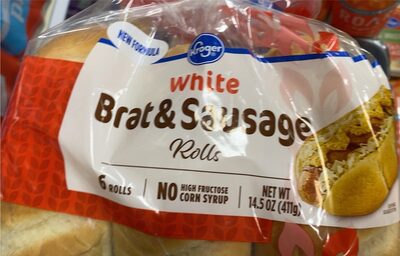 NEW FORMULA
Kroger
white
Brat & Sausage
Rolls
6 ROLLS
NO HIGH FRUCTOSE CORN SYRUP
NET WT
14.5 OZ (411g)